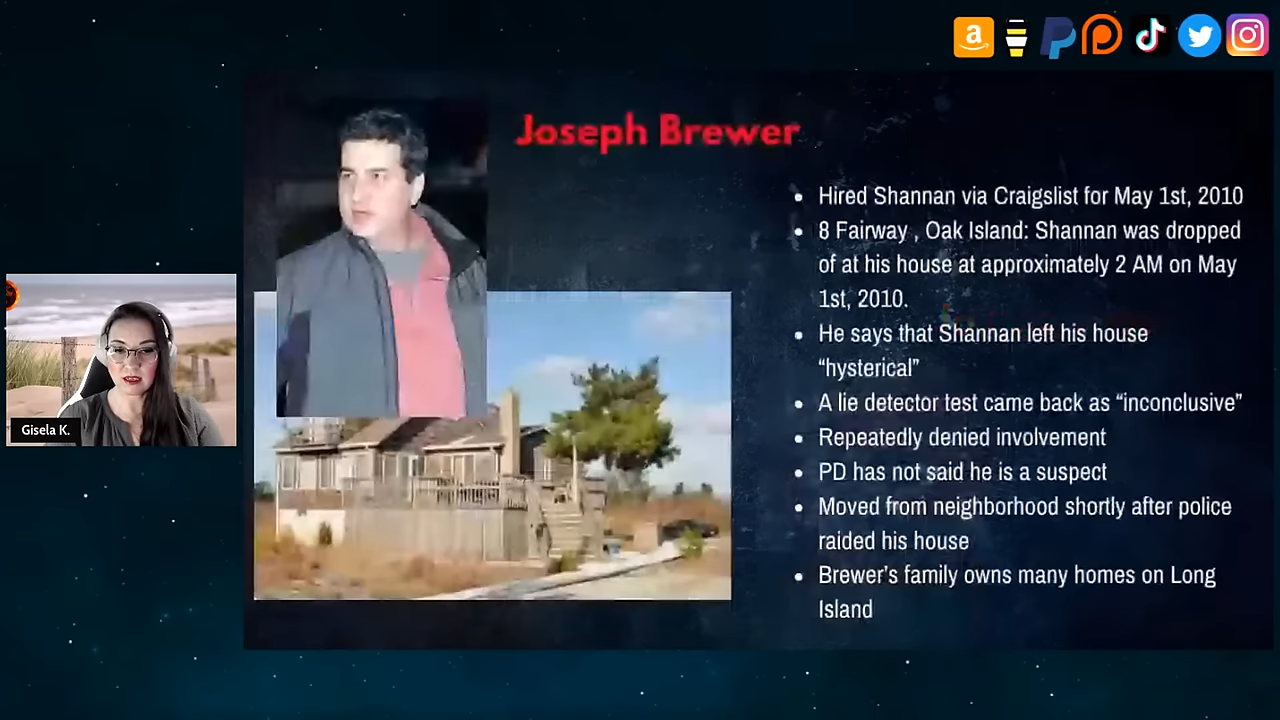 Joseph Brewer
Hired Shannan via Craigslist for May 1st, 2010
8 Fairway , Oak Island: Shannan was dropped
of at his house at approximately 2 AM on May
1st, 2010.
He says that Shannan left his house
“hysterical”
A lie detector test came back as “inconclusive”
Repeatedly denied involvement
PD has not said he is a suspect
Moved from neighborhood shortly after police
raided his house
Brewer’s family owns many homes on Long
Island
Gisela K.